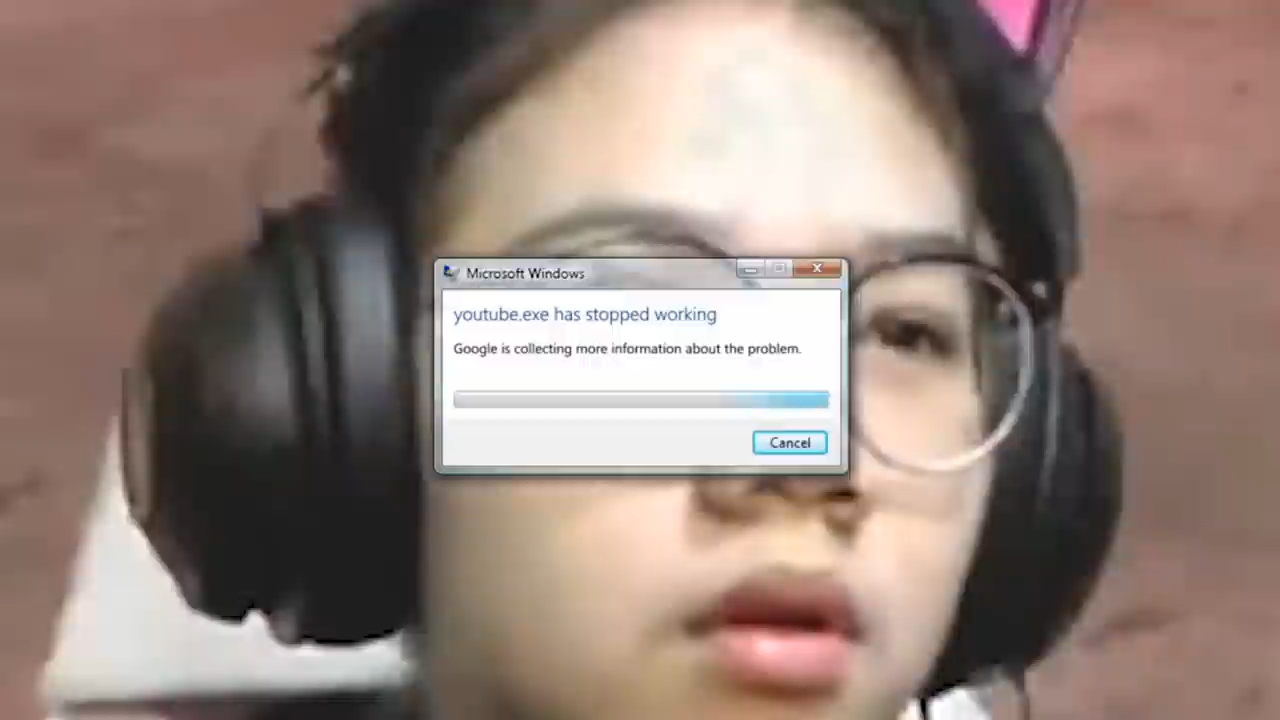 Microsoft Windows
youtube.exe has stopped working
Google is collecting more information about the problem.
Cancel